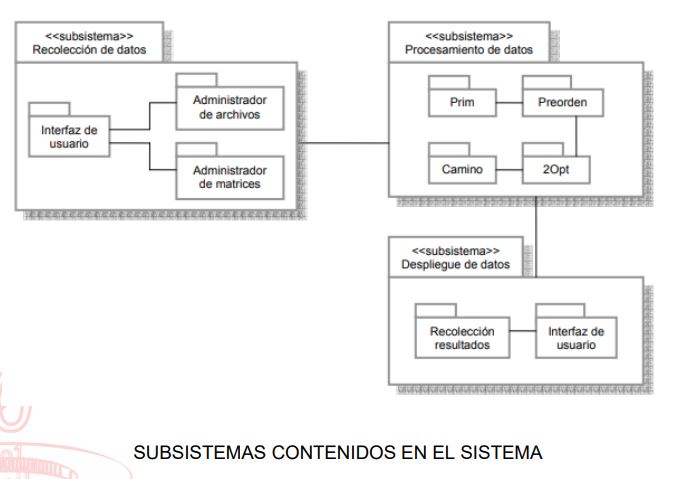 <<subsistema>>
Recolección de datos
Interfaz de
usuario
Administrador
de archivos
Administrador
de matrices
<<subsistema>>
Procesamiento de datos
Prim
Preorden
Camino
2Opt
<<subsistema>>
Despliegue de datos
Recolección
resultados
Interfaz de
usuario
SUBSISTEMAS CONTENIDOS EN EL SISTEMA